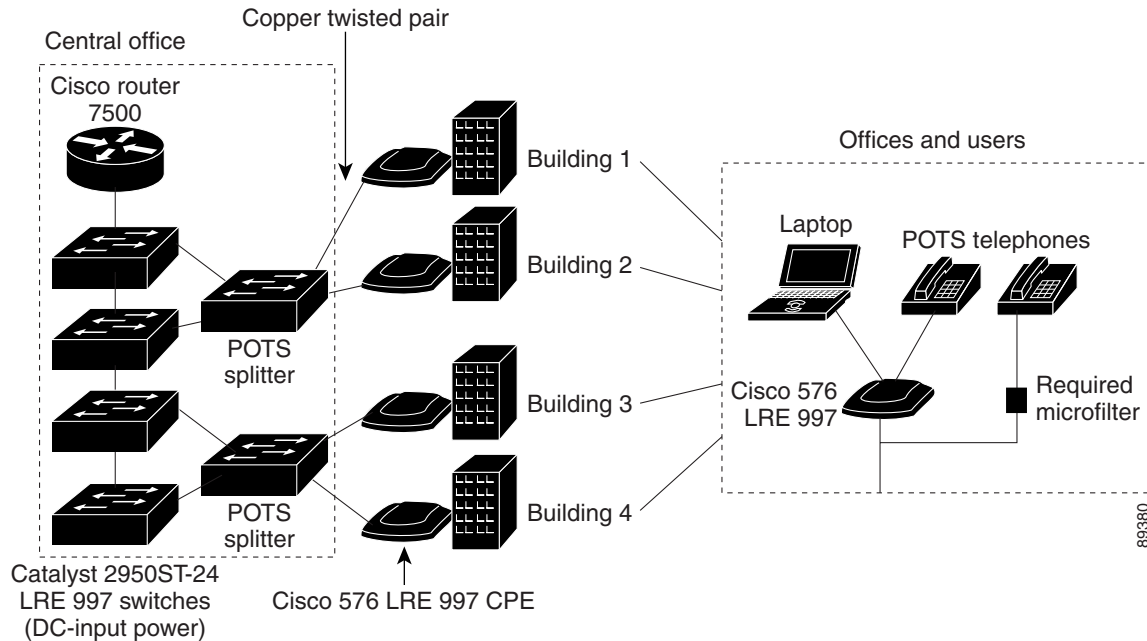 Copper twisted pair
Central office
Cisco router
7500
Building 1
Offices and users
Building 2
Laptop
POTS telephones
POTS
splitter
Building 3
Cisco 576
LRE 997
Required
microfilter
POTS
splitter
Building 4
Catalyst 2950ST-24
LRE 997 switches
(DC-input power)
Cisco 576 LRE 997 CPE
89380